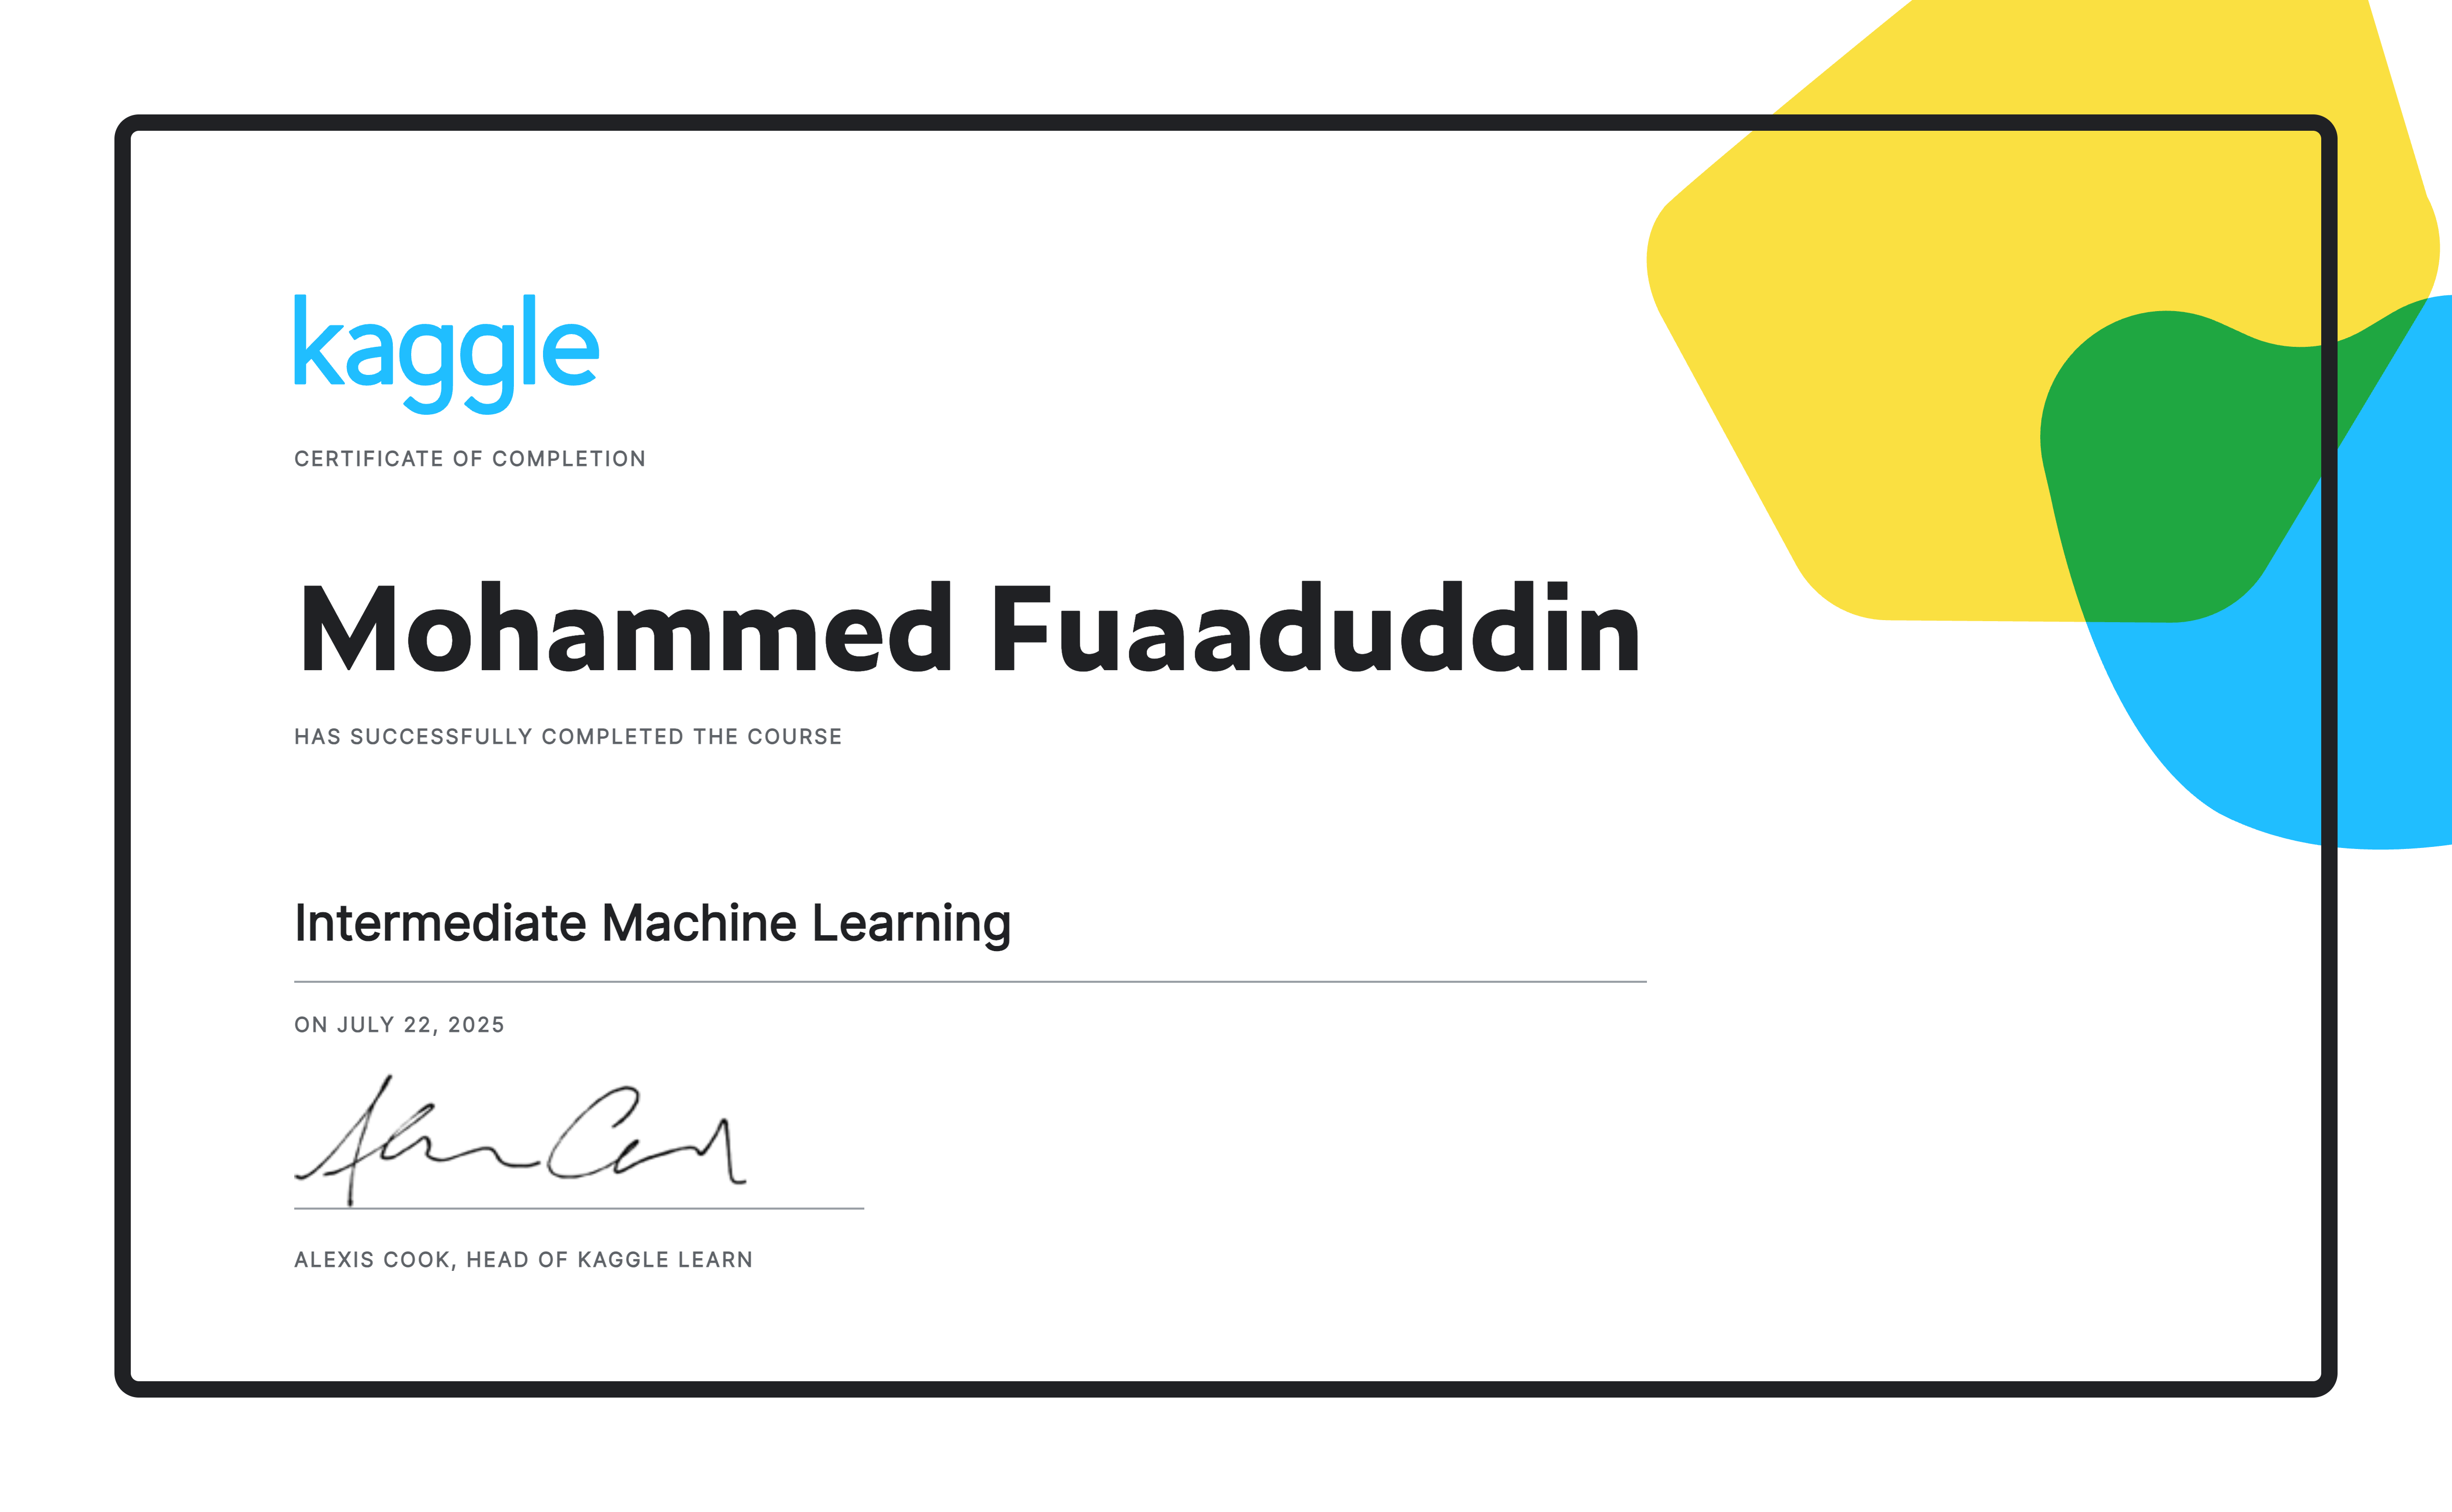 kaggle
CERTIFICATE OF COMPLETION
Mohammed Fuaaduddin
HAS SUCCESSFULLY COMPLETED THE COURSE
Intermediate Machine Learning
ON JULY 22, 2025
ALEXIS COOK, HEAD OF KAGGLE LEARN